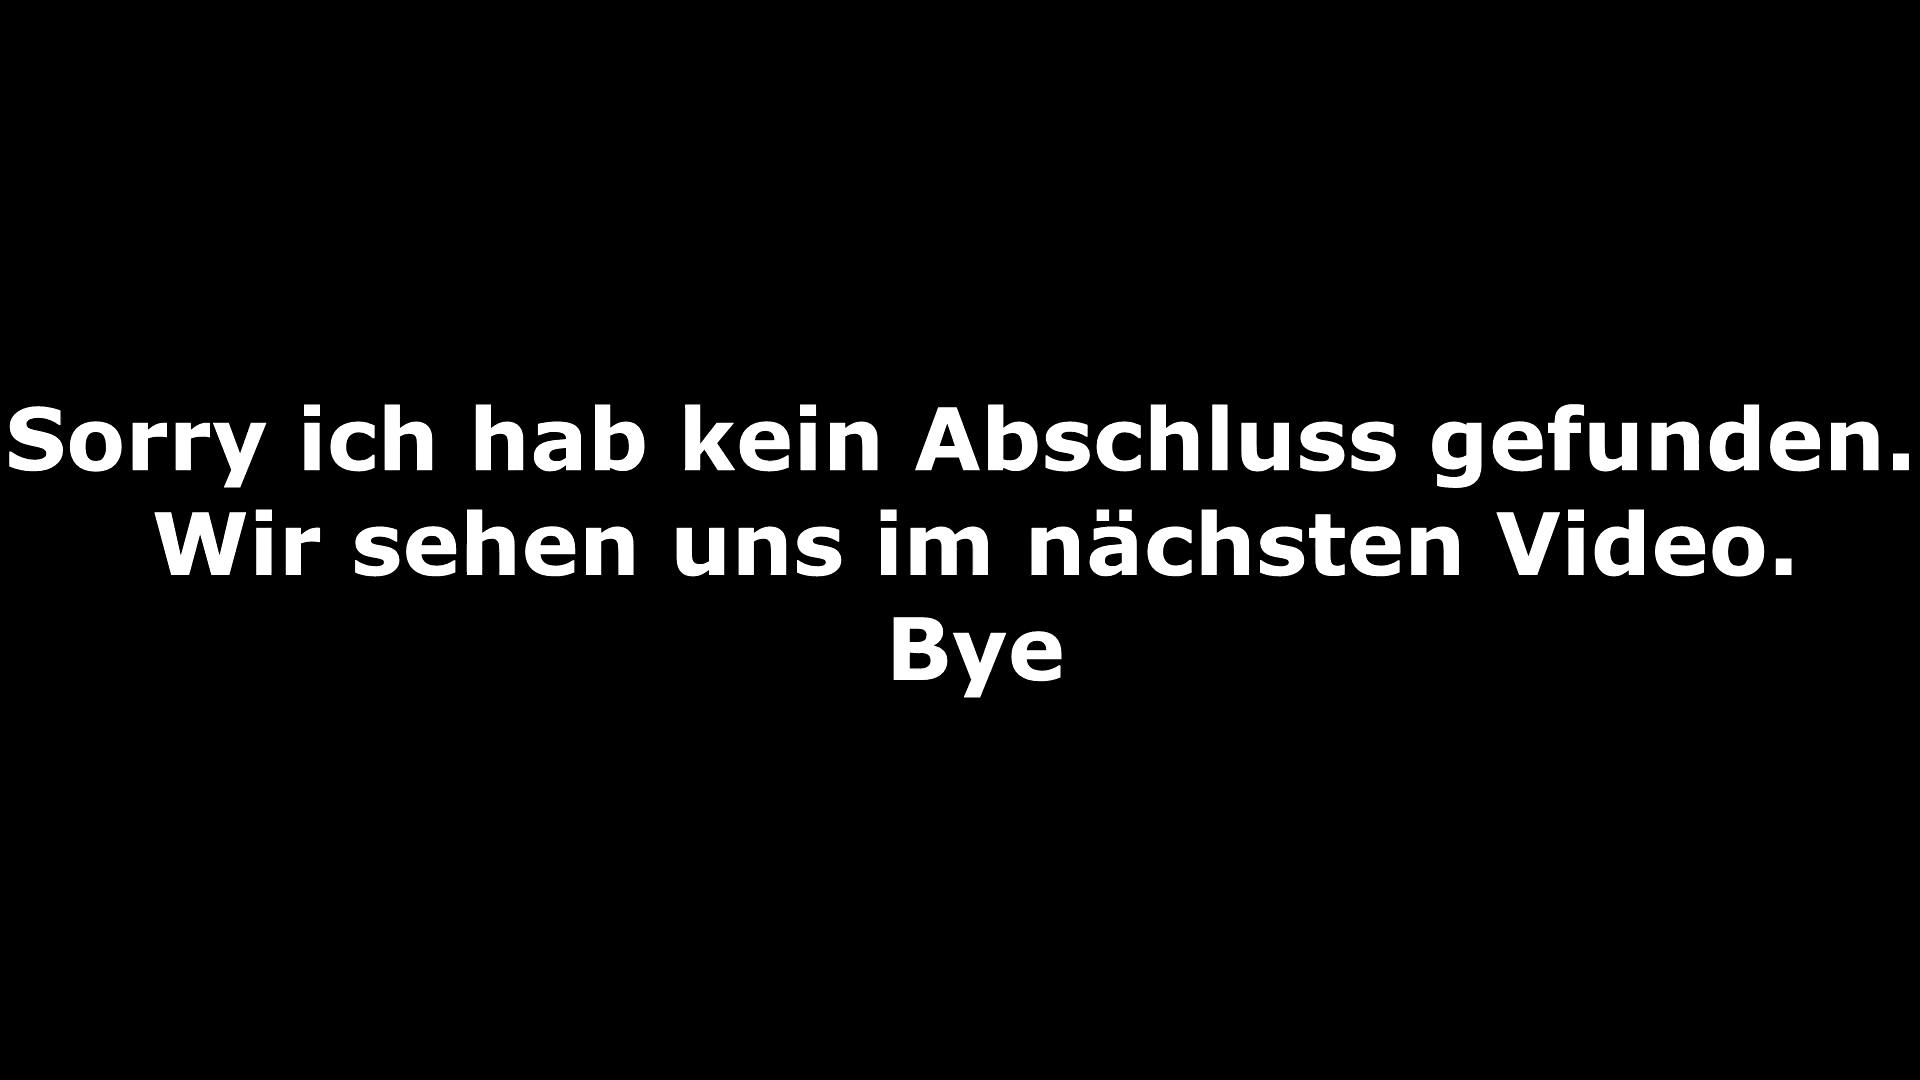 Sorry ich hab kein Abschluss gefunden.
Wir sehen uns im nächsten Video.
Bye